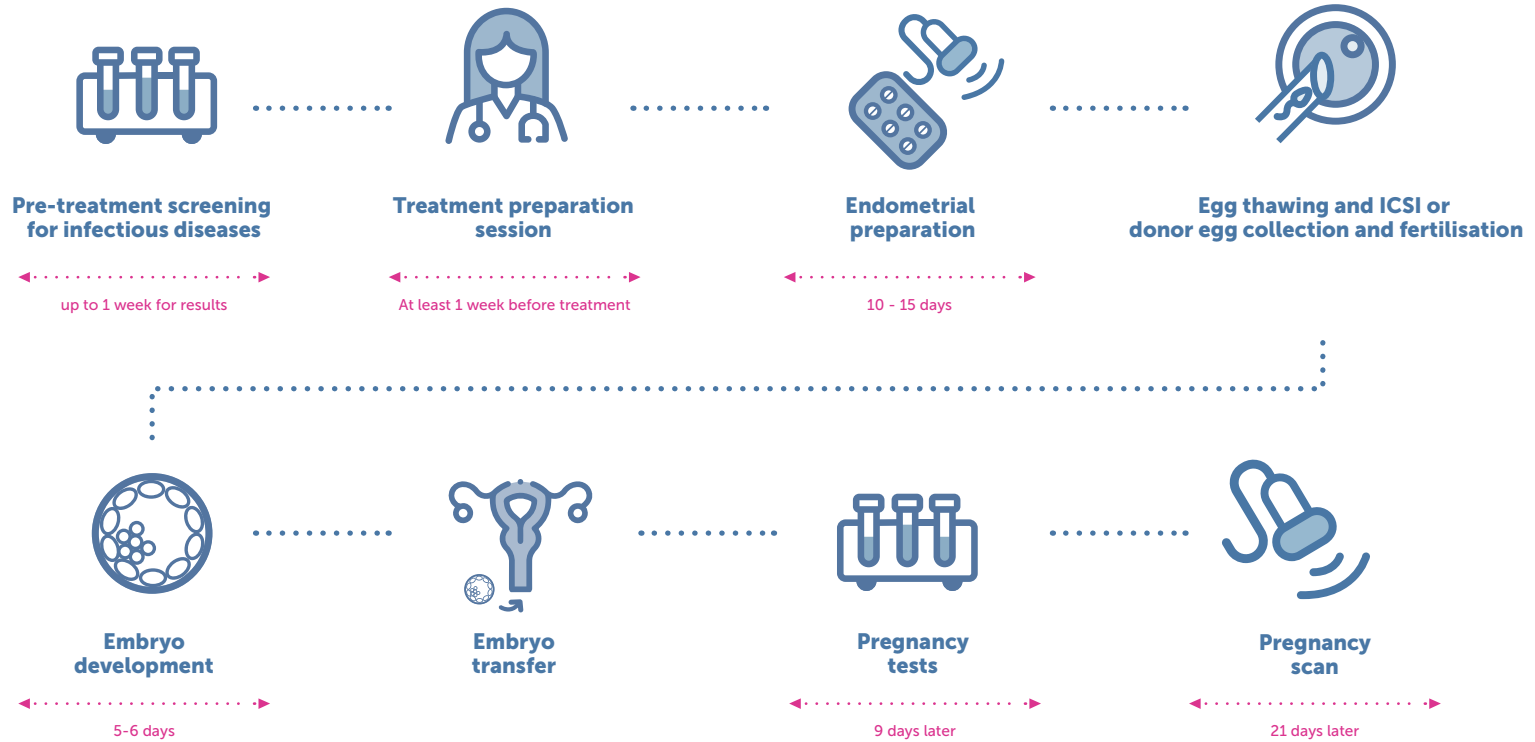 Pre-treatment screening
for infectious diseases
up to 1 week for results
Treatment preparation
session
At least 1 week before treatment
Endometrial
preparation
10 - 15 days
Egg thawing and ICSI or
donor egg collection and fertilisation
Embryo
development
5-6 days
Embryo
transfer
Pregnancy
tests
9 days later
Pregnancy
scan
21 days later